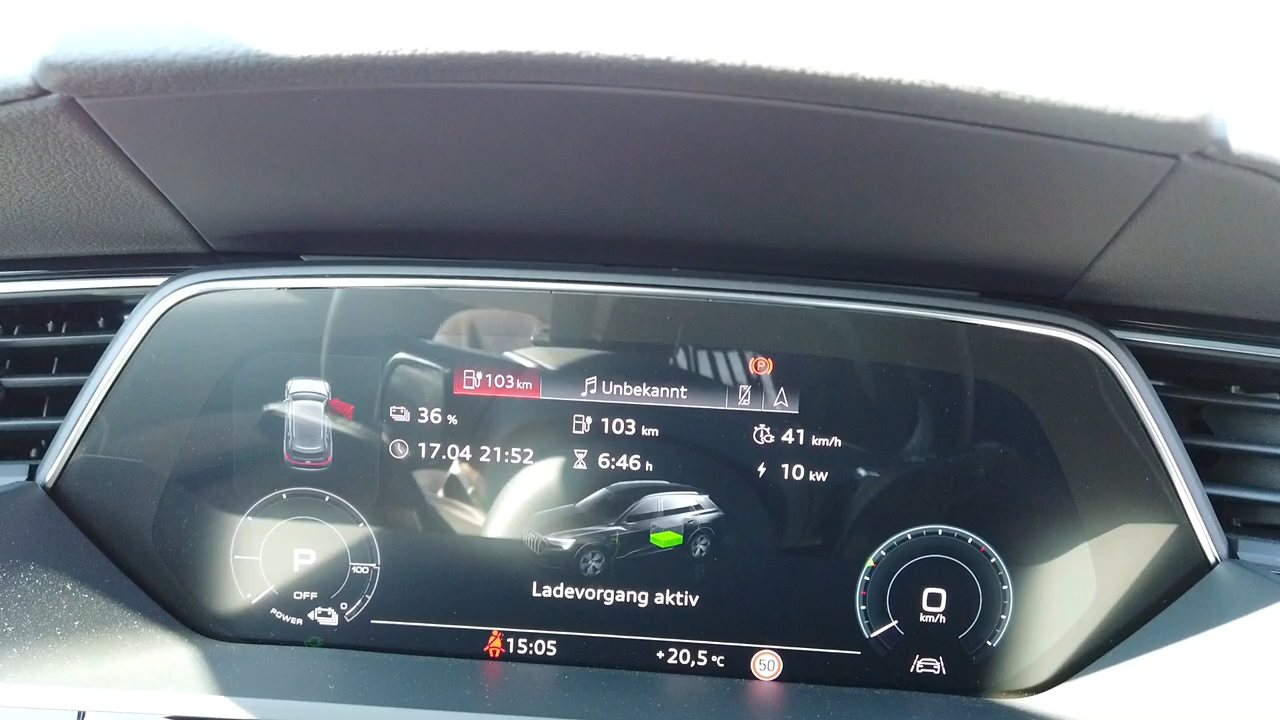 P
103 km
Unbekannt
36 %
103 km
41 km/h
17.04 21:52
6:46 h
10 kW
P
100
OFF
0
POWER
Ladevorgang aktiv
0
km/h
15:05
+20,5 °C
50